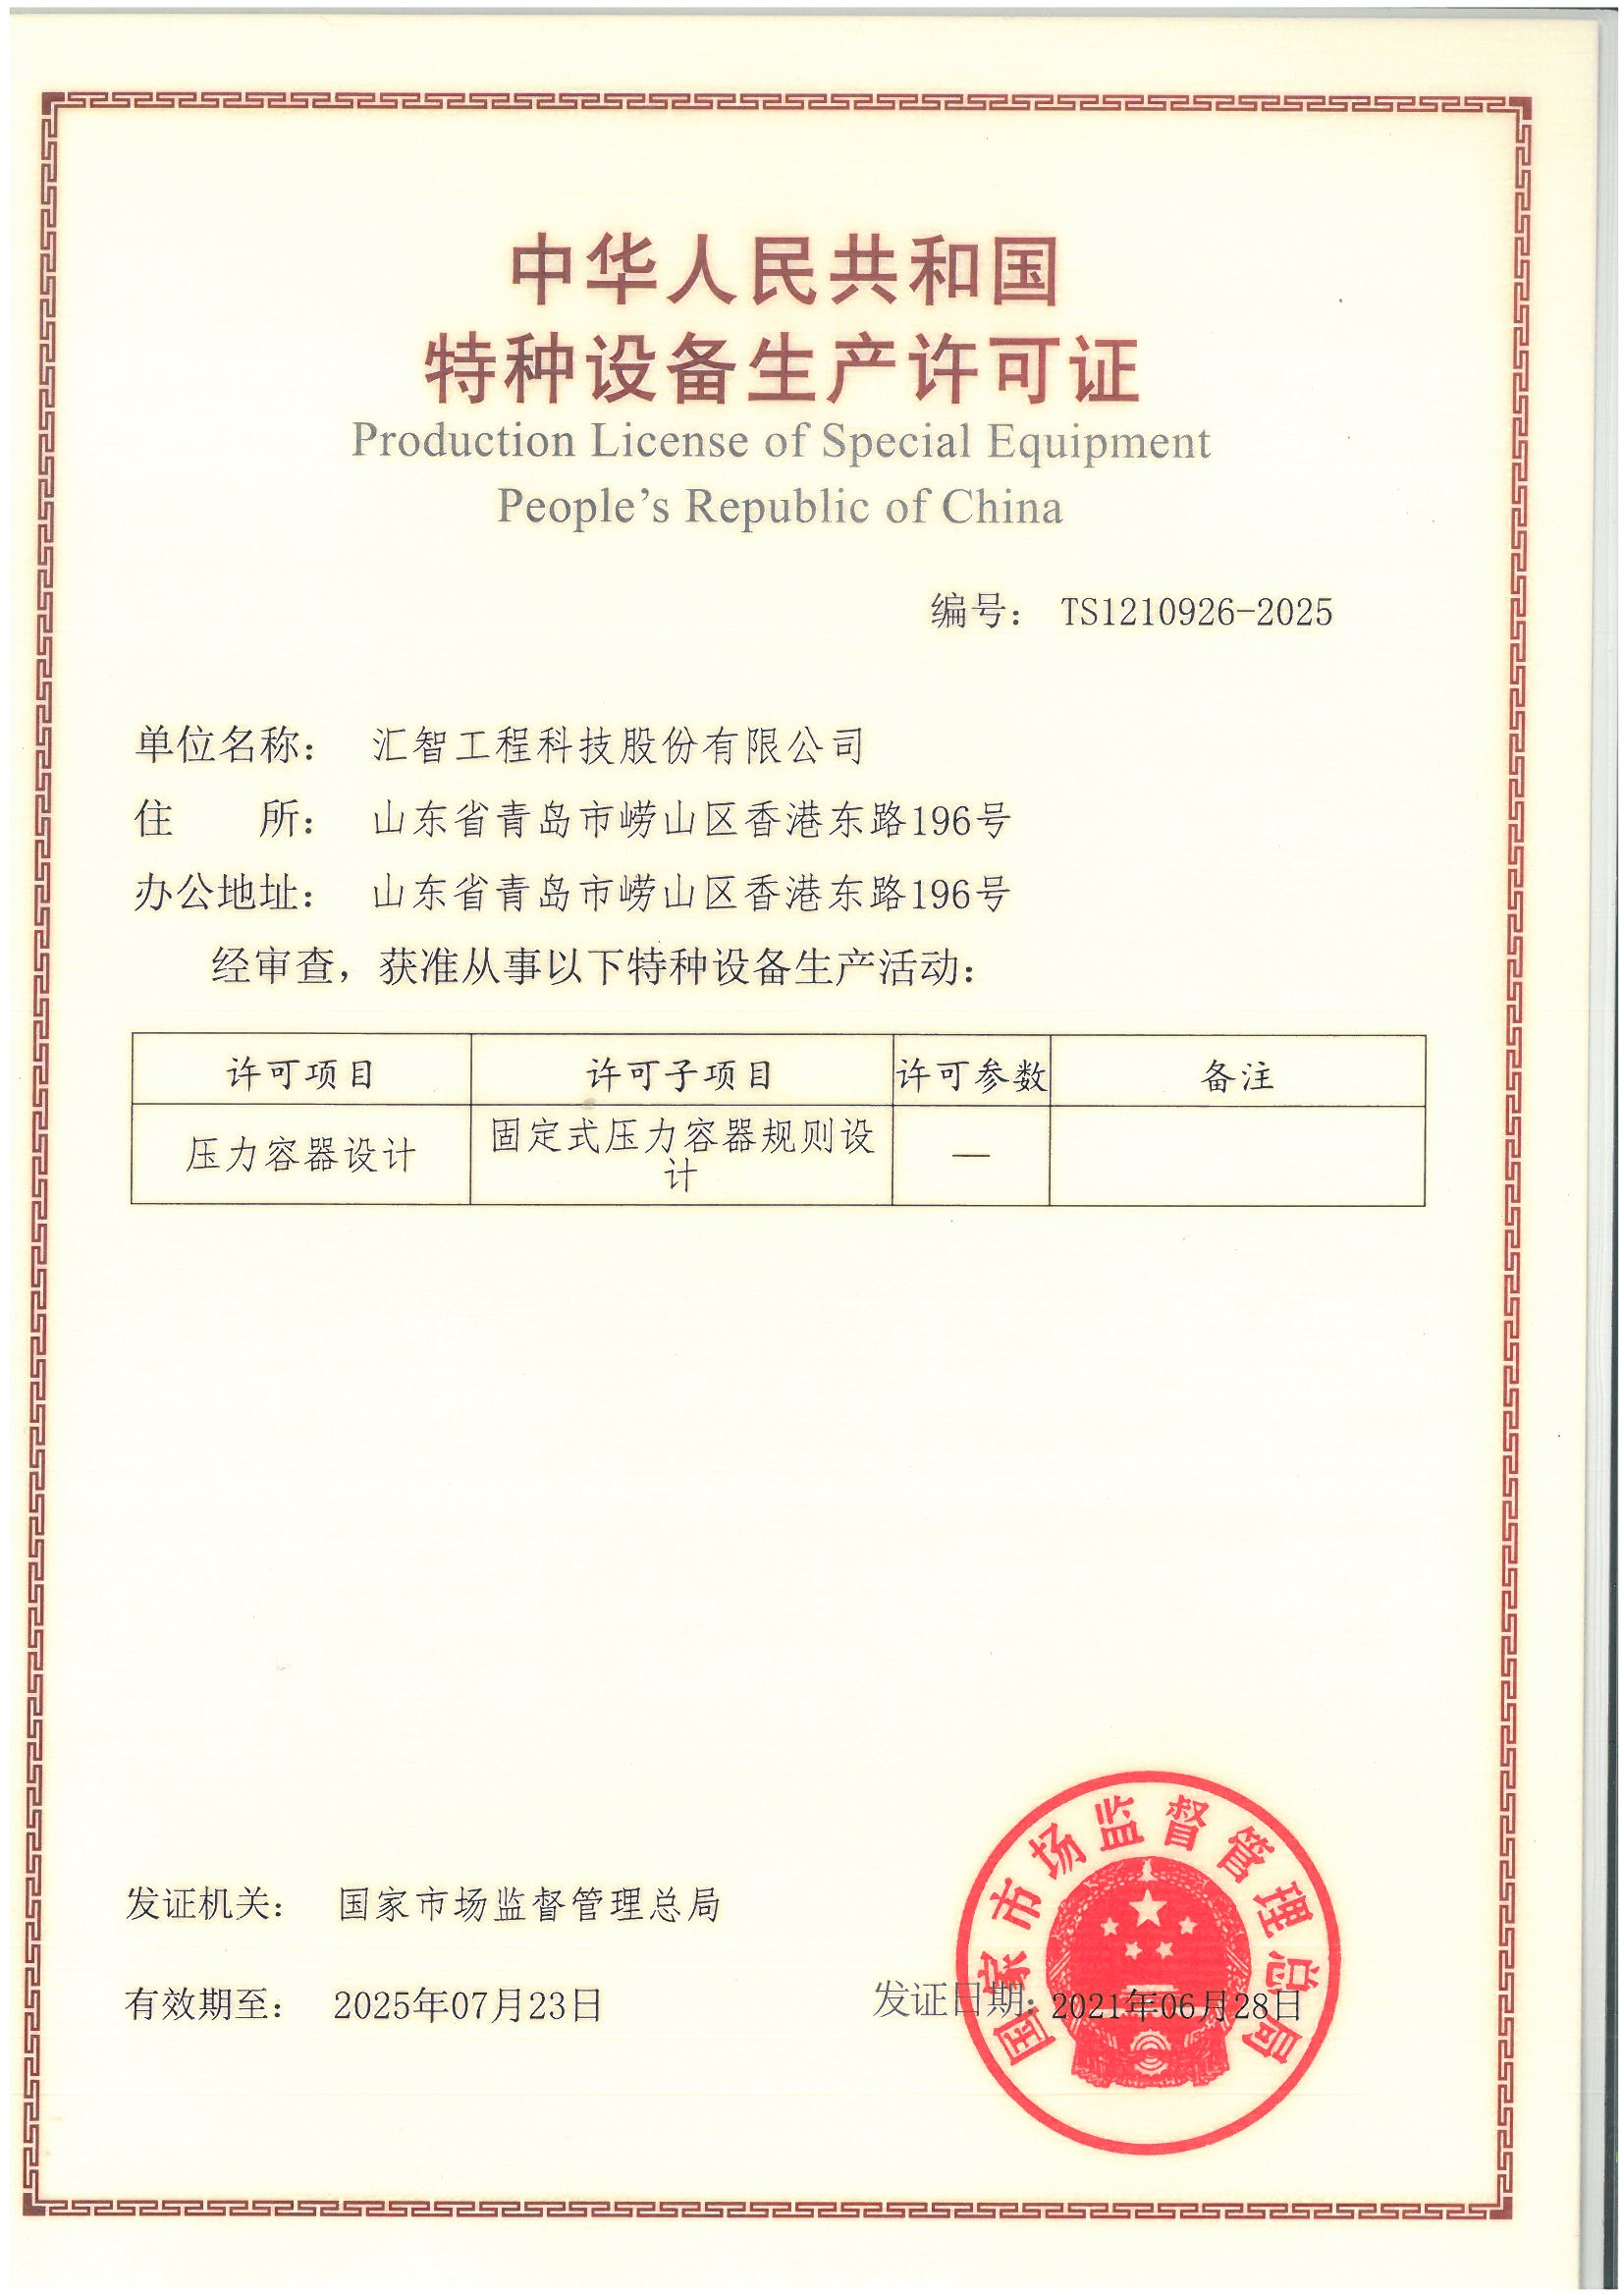 中华人民共和国
特种设备生产许可证
Production License of Special Equipment
People’s Republic of China
编号： TS1210926-2025
单位名称： 汇智工程科技股份有限公司
住 所： 山东省青岛市崂山区香港东路196号
办公地址： 山东省青岛市崂山区香港东路196号
经审查，获准从事以下特种设备生产活动：
许可项目 许可子项目 许可参数 备注
压力容器设计 固定式压力容器规则设计 —
国家市场监督管理总局
发证机关： 国家市场监督管理总局
有效期至： 2025年07月23日 发证日期：2021年06月28日